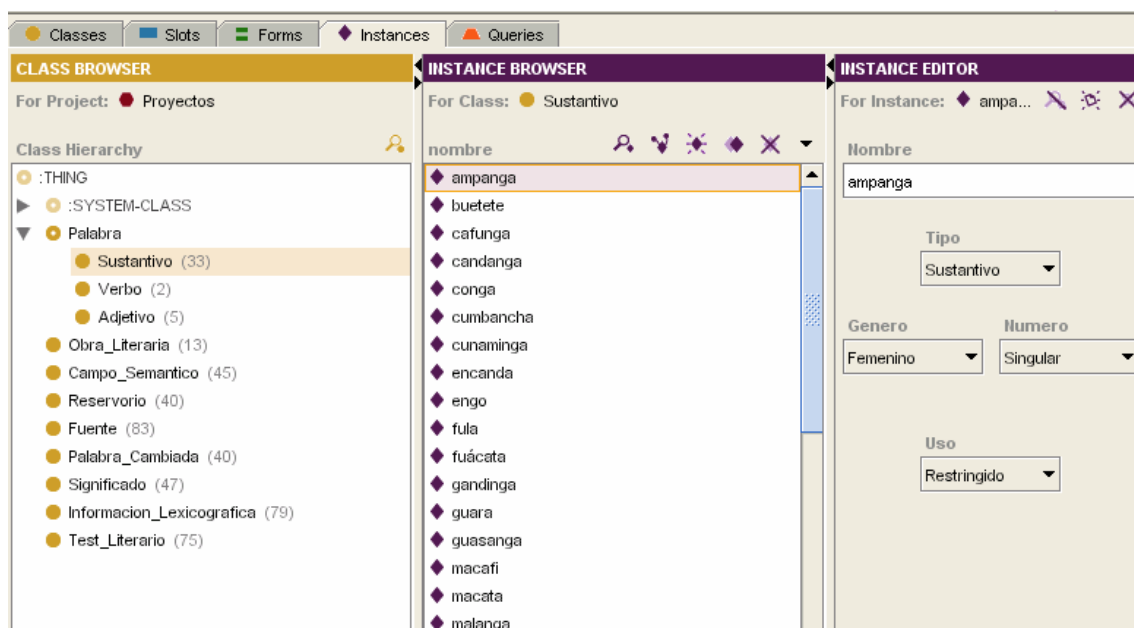 Classes Slots Forms Instances Queries
CLASS BROWSER
For Project: Proyectos
Class Hierarchy
:THING
:SYSTEM-CLASS
Palabra
Sustantivo (33)
Verbo (2)
Adjetivo (5)
Obra_Literaria (13)
Campo_Semantico (45)
Reservorio (40)
Fuente (83)
Palabra_Cambiada (40)
Significado (47)
Informacion_Lexicografica (79)
Test_Literario (75)
INSTANCE BROWSER
For Class: Sustantivo
nombre
ampanga
buetete
cafunga
candanga
conga
cumbancha
cunaminga
encanda
engo
fula
fuácata
gandinga
guara
guasanga
macafi
macata
malanga
INSTANCE EDITOR
For Instance: ampa...
Nombre
ampanga
Tipo
Sustantivo
Genero Numero
Femenino Singular
Uso
Restringido